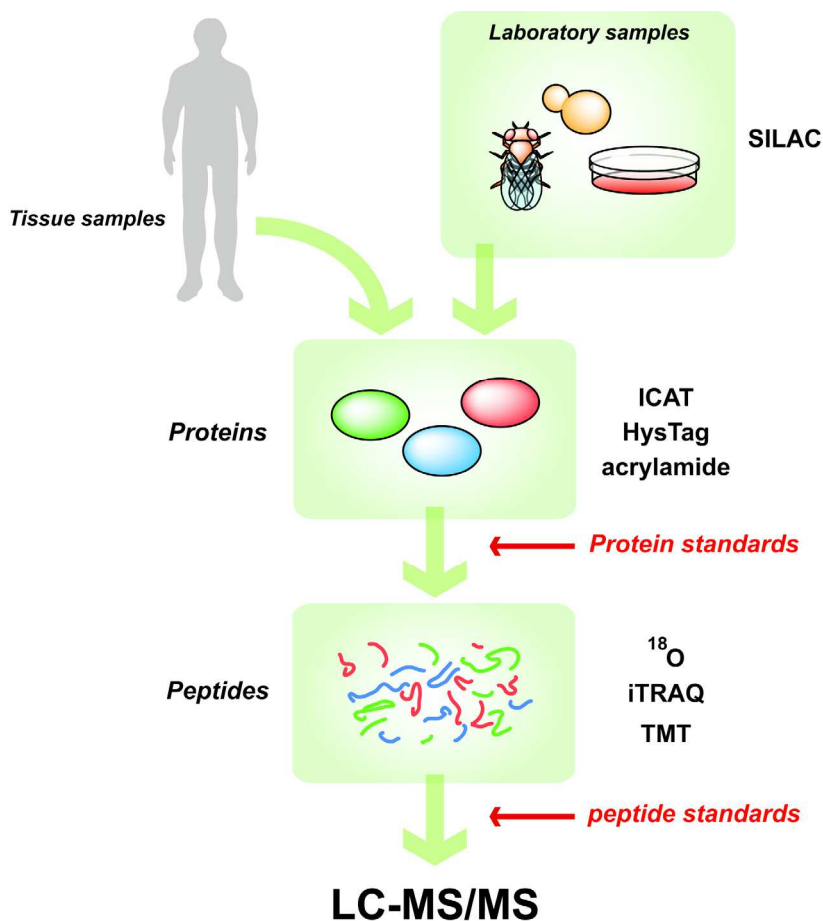 Laboratory samples
SILAC
Tissue samples
Proteins
ICAT
HysTag
acrylamide
Protein standards
Peptides
18O
iTRAQ
TMT
peptide standards
LC-MS/MS